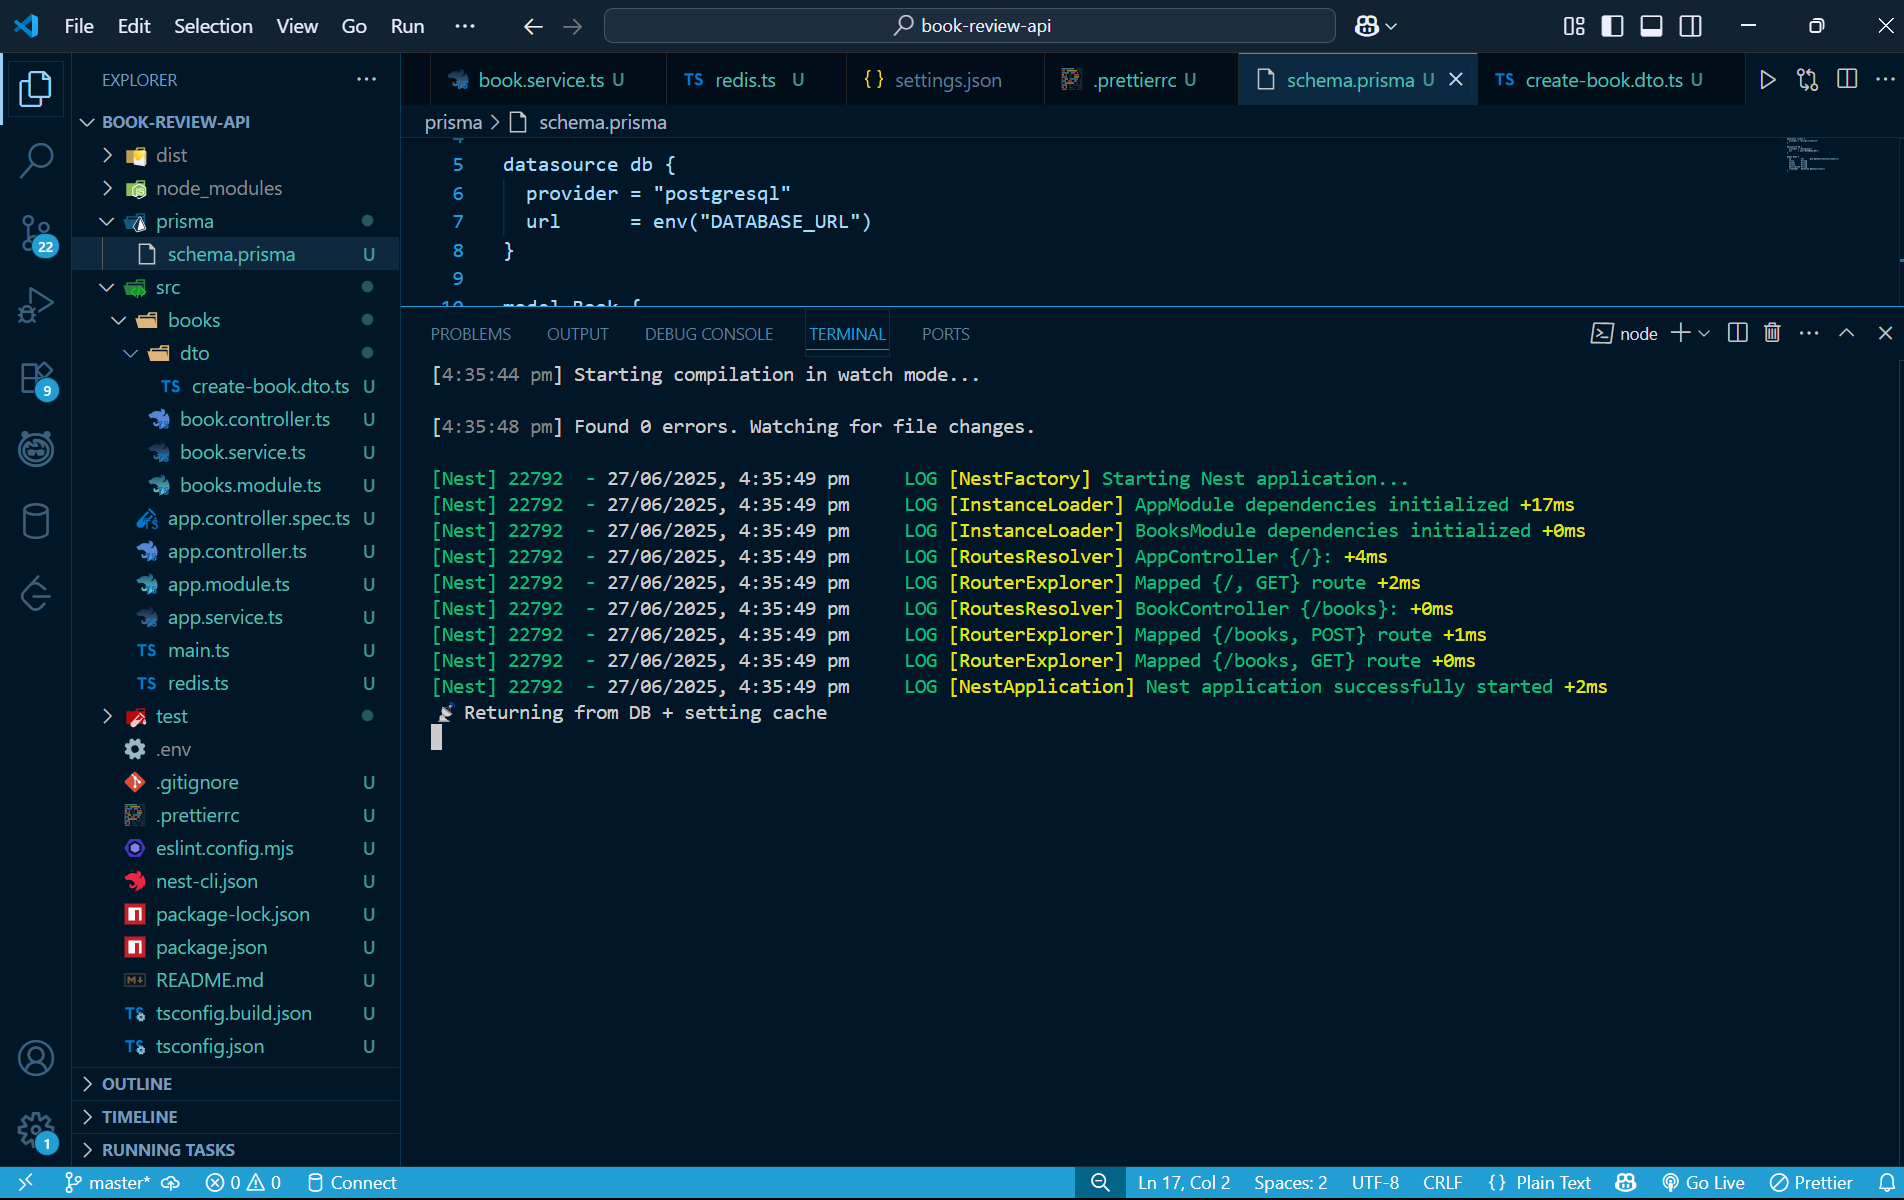 File Edit Selection View Go Run ··· book-review-api
EXPLORER ···
BOOK-REVIEW-API
dist
node_modules
prisma
schema.prisma U
src
books
dto
TS create-book.dto.ts U
book.controller.ts U
book.service.ts U
books.module.ts U
app.controller.spec.ts U
app.controller.ts U
app.module.ts U
app.service.ts U
TS main.ts U
TS redis.ts U
test
.env
.gitignore U
.prettierrc U
eslint.config.mjs U
nest-cli.json U
package-lock.json U
package.json U
README.md U
TS tsconfig.build.json U
TS tsconfig.json U
OUTLINE
TIMELINE
RUNNING TASKS
22
9
1
book.service.ts U TS redis.ts U {} settings.json .prettierrc U schema.prisma U TS create-book.dto.ts U
prisma > schema.prisma
5 datasource db {
6 provider = "postgresql"
7 url = env("DATABASE_URL")
8 }
9
10 model Book {
PROBLEMS OUTPUT DEBUG CONSOLE TERMINAL PORTS node
[4:35:44 pm] Starting compilation in watch mode...
[4:35:48 pm] Found 0 errors. Watching for file changes.
[Nest] 22792 - 27/06/2025, 4:35:49 pm LOG [NestFactory] Starting Nest application...
[Nest] 22792 - 27/06/2025, 4:35:49 pm LOG [InstanceLoader] AppModule dependencies initialized +17ms
[Nest] 22792 - 27/06/2025, 4:35:49 pm LOG [InstanceLoader] BooksModule dependencies initialized +0ms
[Nest] 22792 - 27/06/2025, 4:35:49 pm LOG [RoutesResolver] AppController {/}: +4ms
[Nest] 22792 - 27/06/2025, 4:35:49 pm LOG [RouterExplorer] Mapped {/, GET} route +2ms
[Nest] 22792 - 27/06/2025, 4:35:49 pm LOG [RoutesResolver] BookController {/books}: +0ms
[Nest] 22792 - 27/06/2025, 4:35:49 pm LOG [RouterExplorer] Mapped {/books, POST} route +1ms
[Nest] 22792 - 27/06/2025, 4:35:49 pm LOG [RouterExplorer] Mapped {/books, GET} route +0ms
[Nest] 22792 - 27/06/2025, 4:35:49 pm LOG [NestApplication] Nest application successfully started +2ms
📡 Returning from DB + setting cache
master* 0 0 Connect Ln 17, Col 2 Spaces: 2 UTF-8 CRLF {} Plain Text Go Live Prettier